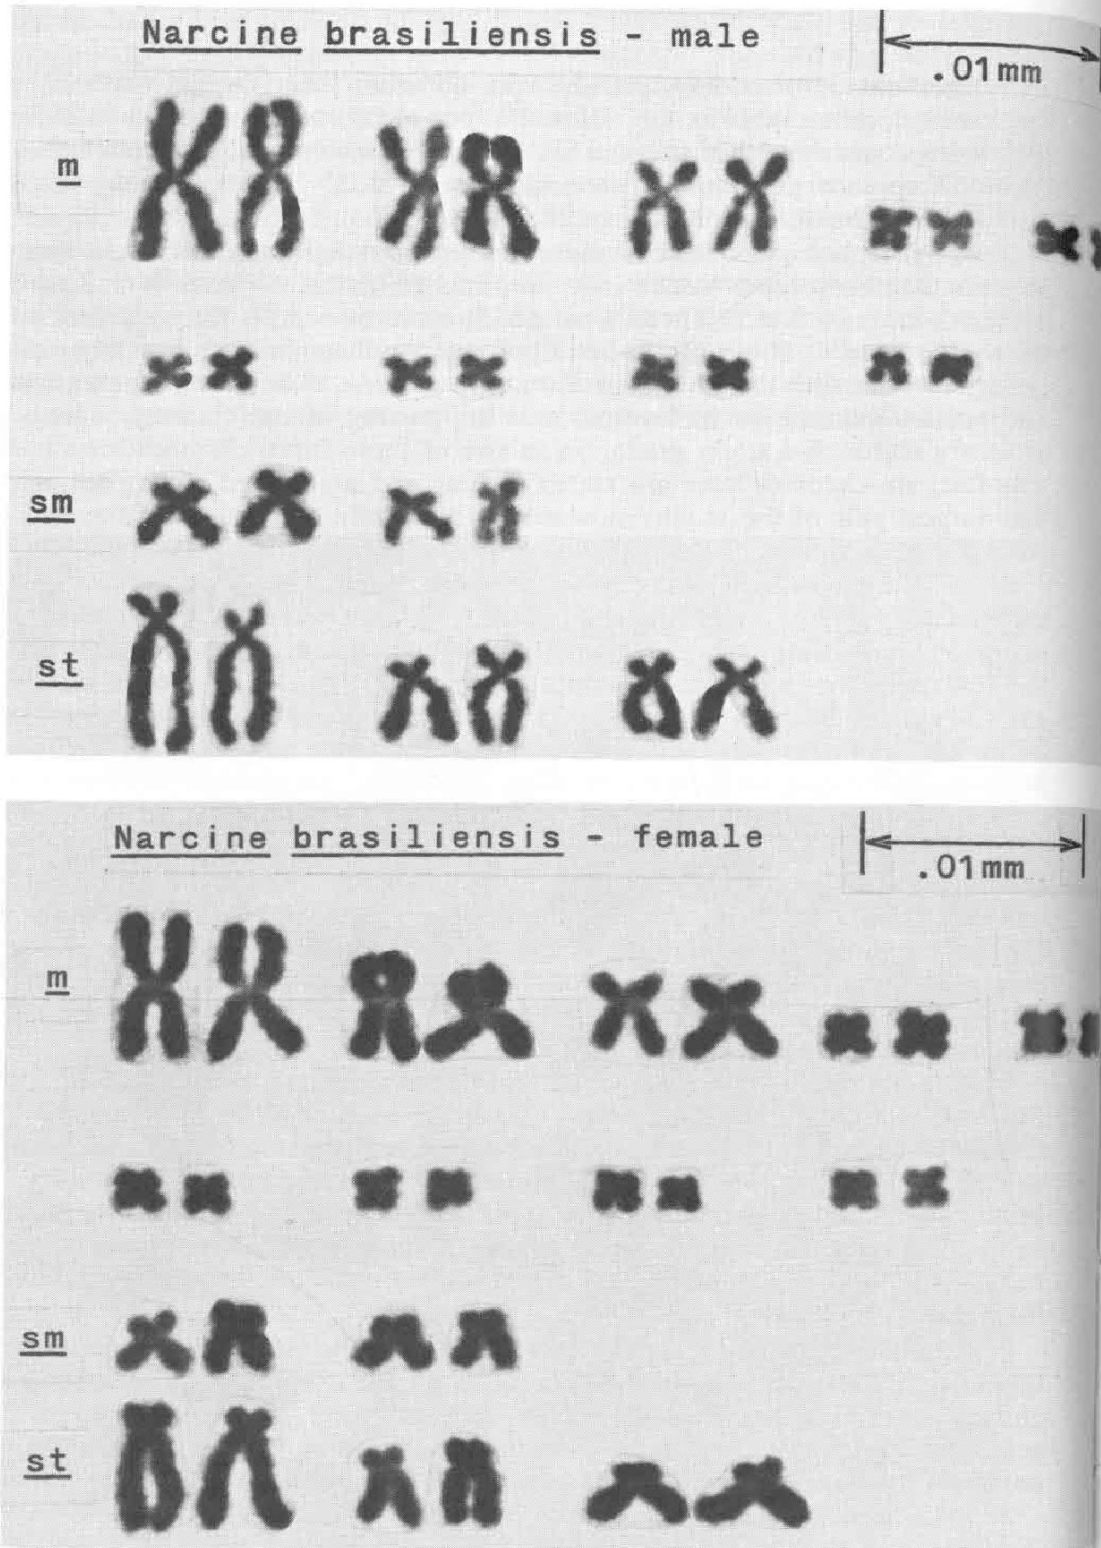 Narcine brasiliensis - male
.01mm
m
sm
st
Narcine brasiliensis - female
.01mm
m
sm
st